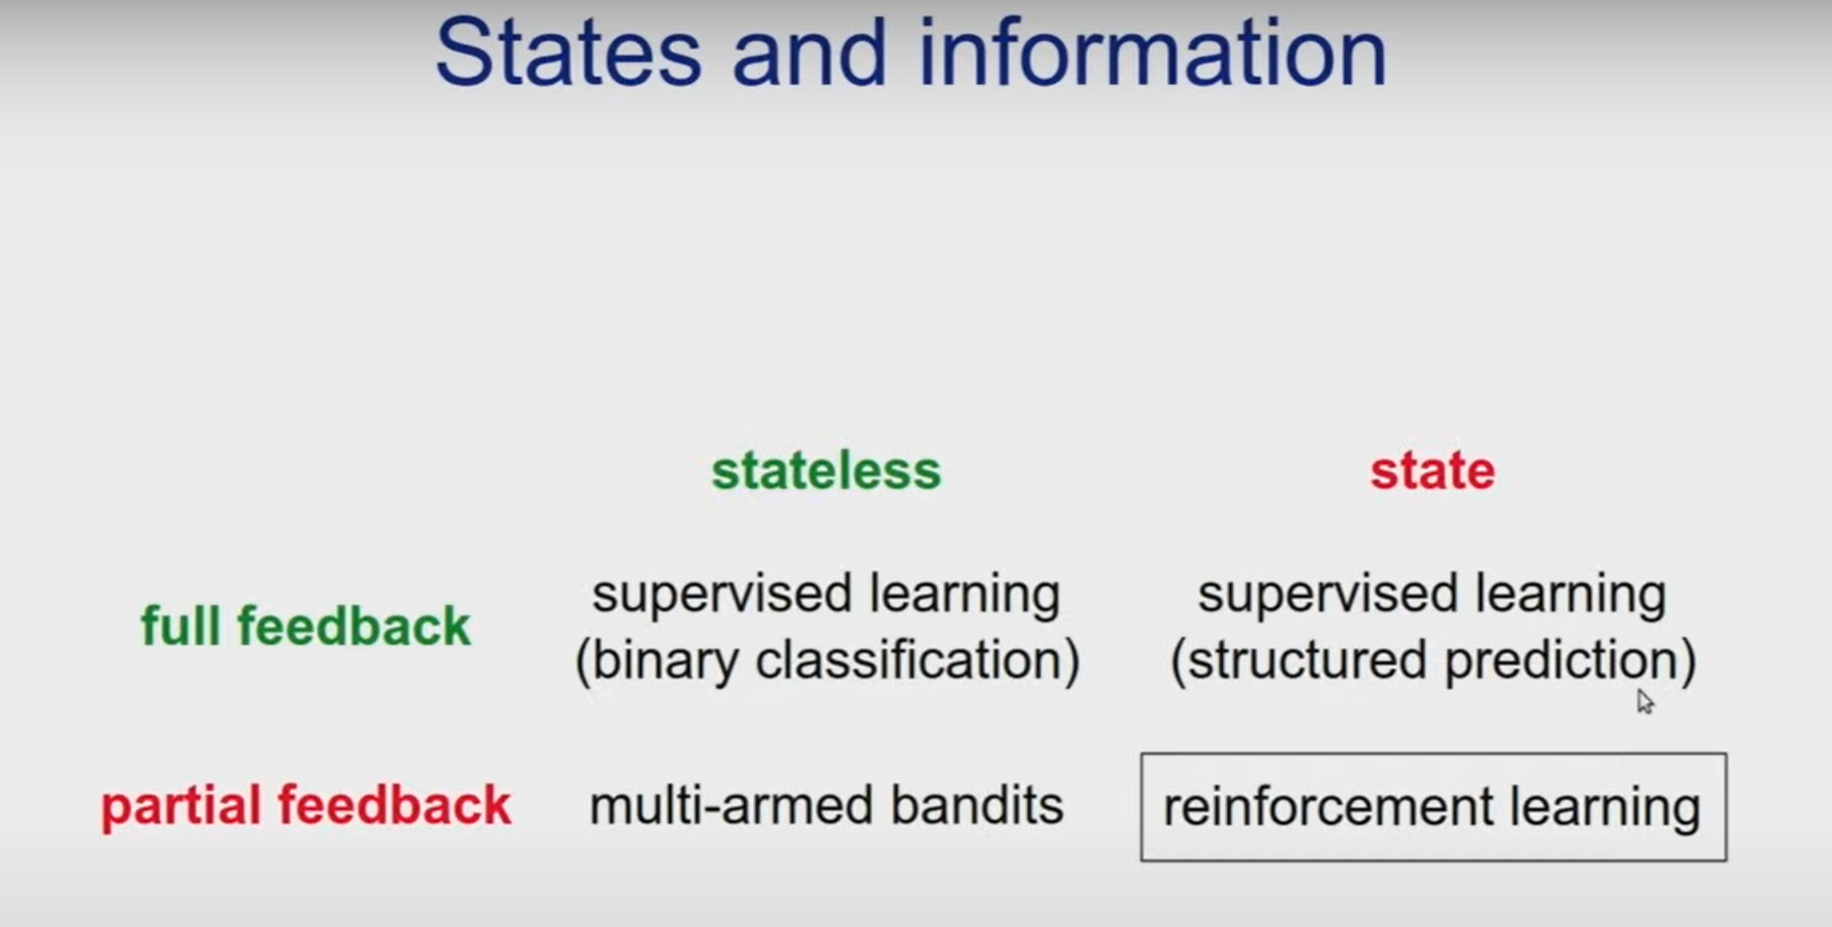 States and information
stateless
state
full feedback
supervised learning
(binary classification)
supervised learning
(structured prediction)
partial feedback
multi-armed bandits
reinforcement learning